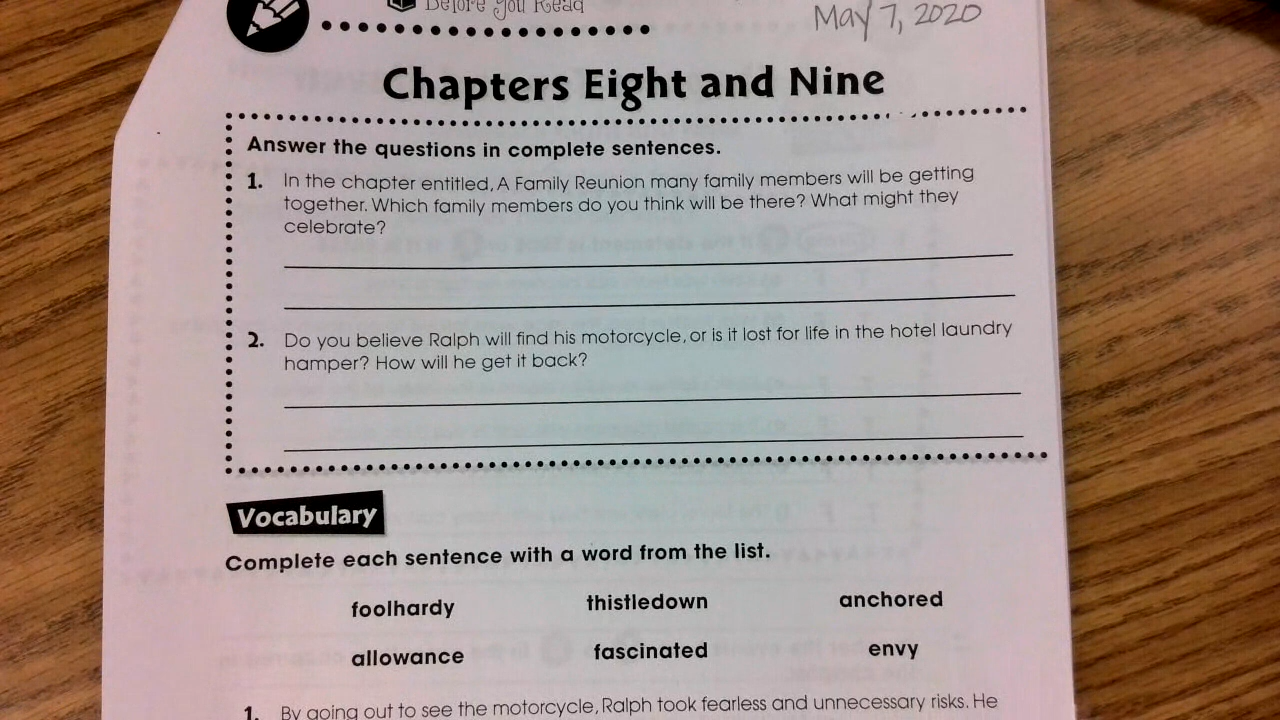 Before You Read
May 7, 2020
Chapters Eight and Nine
Answer the questions in complete sentences.
1. In the chapter entitled, A Family Reunion many family members will be getting
together. Which family members do you think will be there? What might they
celebrate?
2. Do you believe Ralph will find his motorcycle, or is it lost for life in the hotel laundry
hamper? How will he get it back?
Vocabulary
Complete each sentence with a word from the list.
foolhardy thistledown anchored
allowance fascinated envy
1. By going out to see the motorcycle, Ralph took fearless and unnecessary risks. He